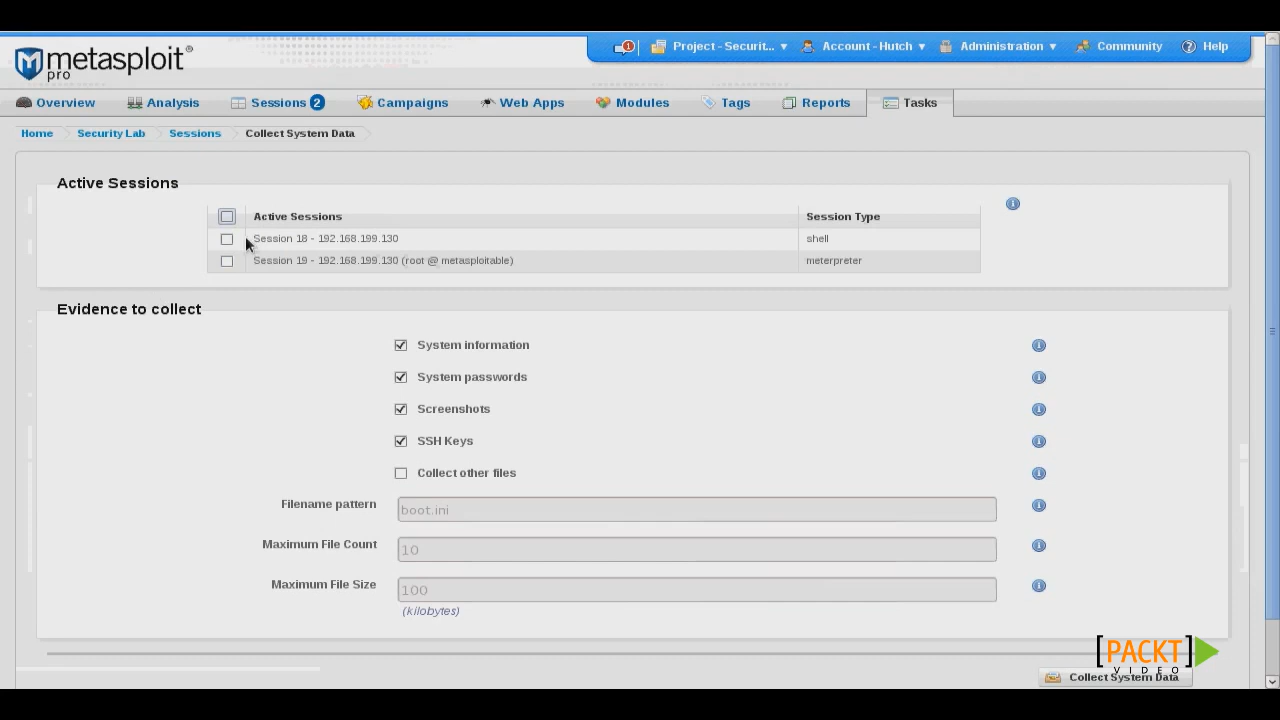 metasploit®
pro
1 Project - Securit... ▼ Account - Hutch ▼ Administration ▼ Community ? Help
Overview Analysis Sessions 2 Campaigns Web Apps Modules Tags Reports Tasks
Home Security Lab Sessions Collect System Data
Active Sessions
Active Sessions Session Type
Session 18 - 192.168.199.130 shell
Session 19 - 192.168.199.130 (root @ metasploitable) meterpreter
Evidence to collect
System information
System passwords
Screenshots
SSH Keys
Collect other files
Filename pattern boot.ini
Maximum File Count 10
Maximum File Size 100
(kilobytes)
[PACKT]
VIDEO
Collect System Data